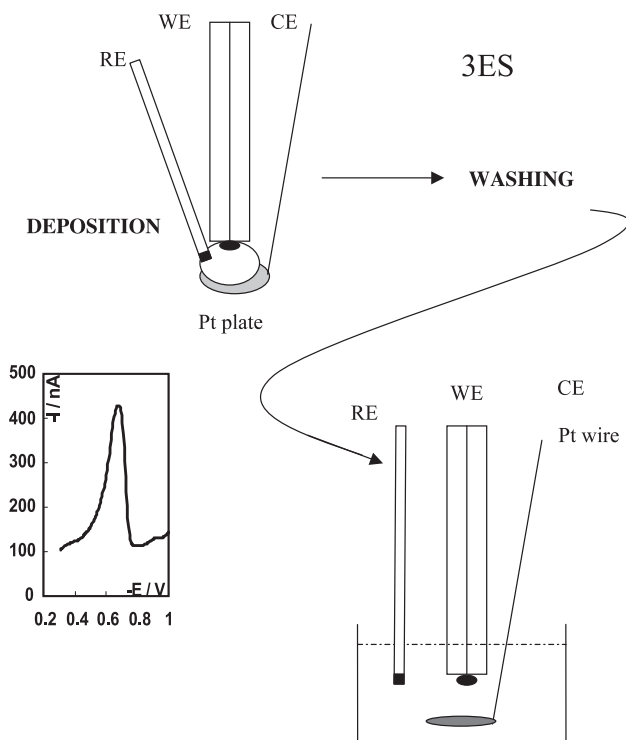 WE CE
RE
3ES
WASHING
DEPOSITION
Pt plate
500
400
300
200
100
0
-I / nA
-E / V
0.2 0.4 0.6 0.8 1
RE
WE
CE
Pt wire